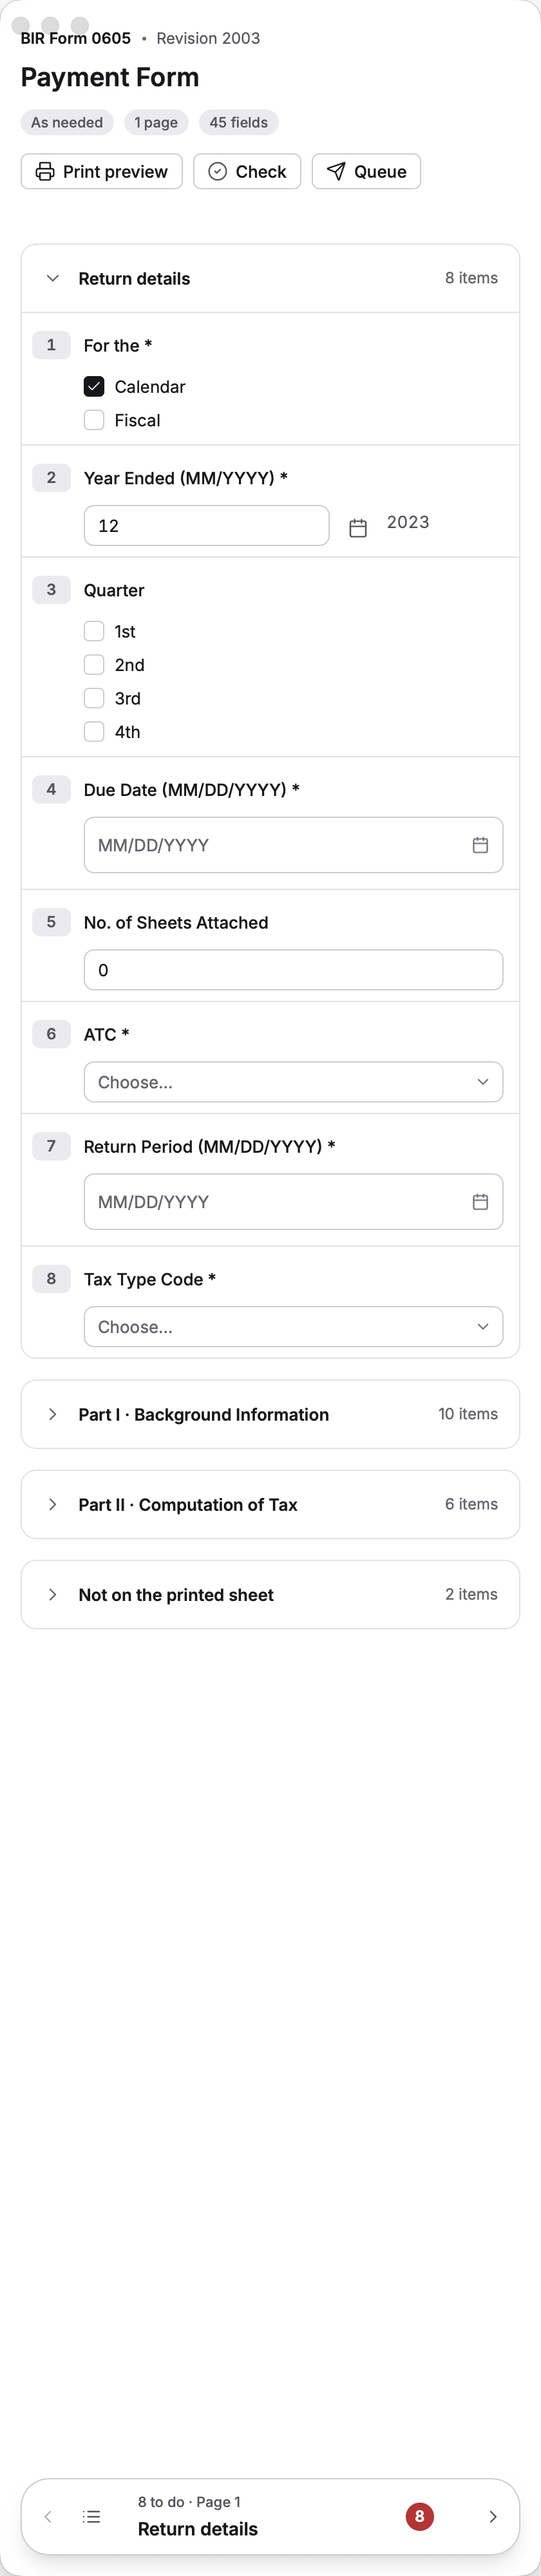 BIR Form 0605 • Revision 2003
Payment Form
As needed 1 page 45 fields
Print preview Check Queue
Return details 8 items
1 For the *
Calendar
Fiscal
2 Year Ended (MM/YYYY) *
12 2023
3 Quarter
1st
2nd
3rd
4th
4 Due Date (MM/DD/YYYY) *
MM/DD/YYYY
5 No. of Sheets Attached
0
6 ATC *
Choose...
7 Return Period (MM/DD/YYYY) *
MM/DD/YYYY
8 Tax Type Code *
Choose...
Part I · Background Information 10 items
Part II · Computation of Tax 6 items
Not on the printed sheet 2 items
8 to do · Page 1
Return details 8